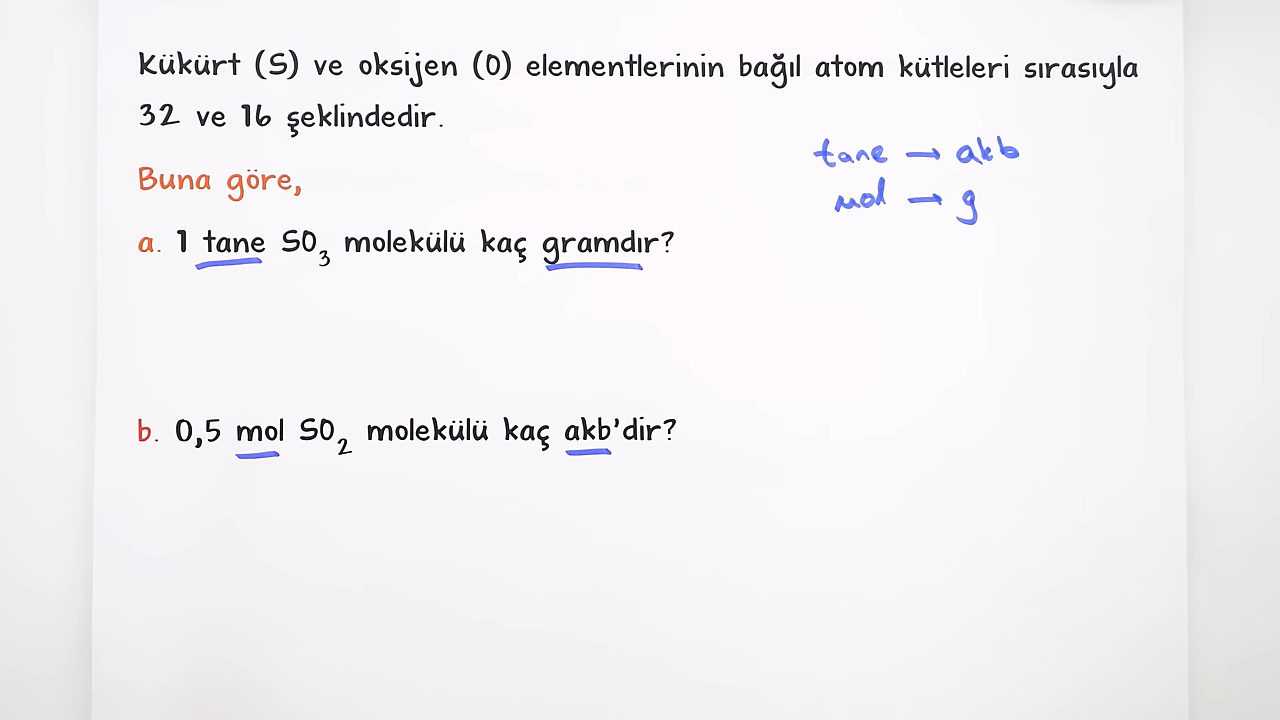 Kükürt (S) ve oksijen (O) elementlerinin bağıl atom kütleleri sırasıyla
32 ve 16 şeklindedir.
tane → akb
mol → g
Buna göre,
a. 1 tane SO₃ molekülü kaç gramdır?
b. 0,5 mol SO₂ molekülü kaç akb'dir?